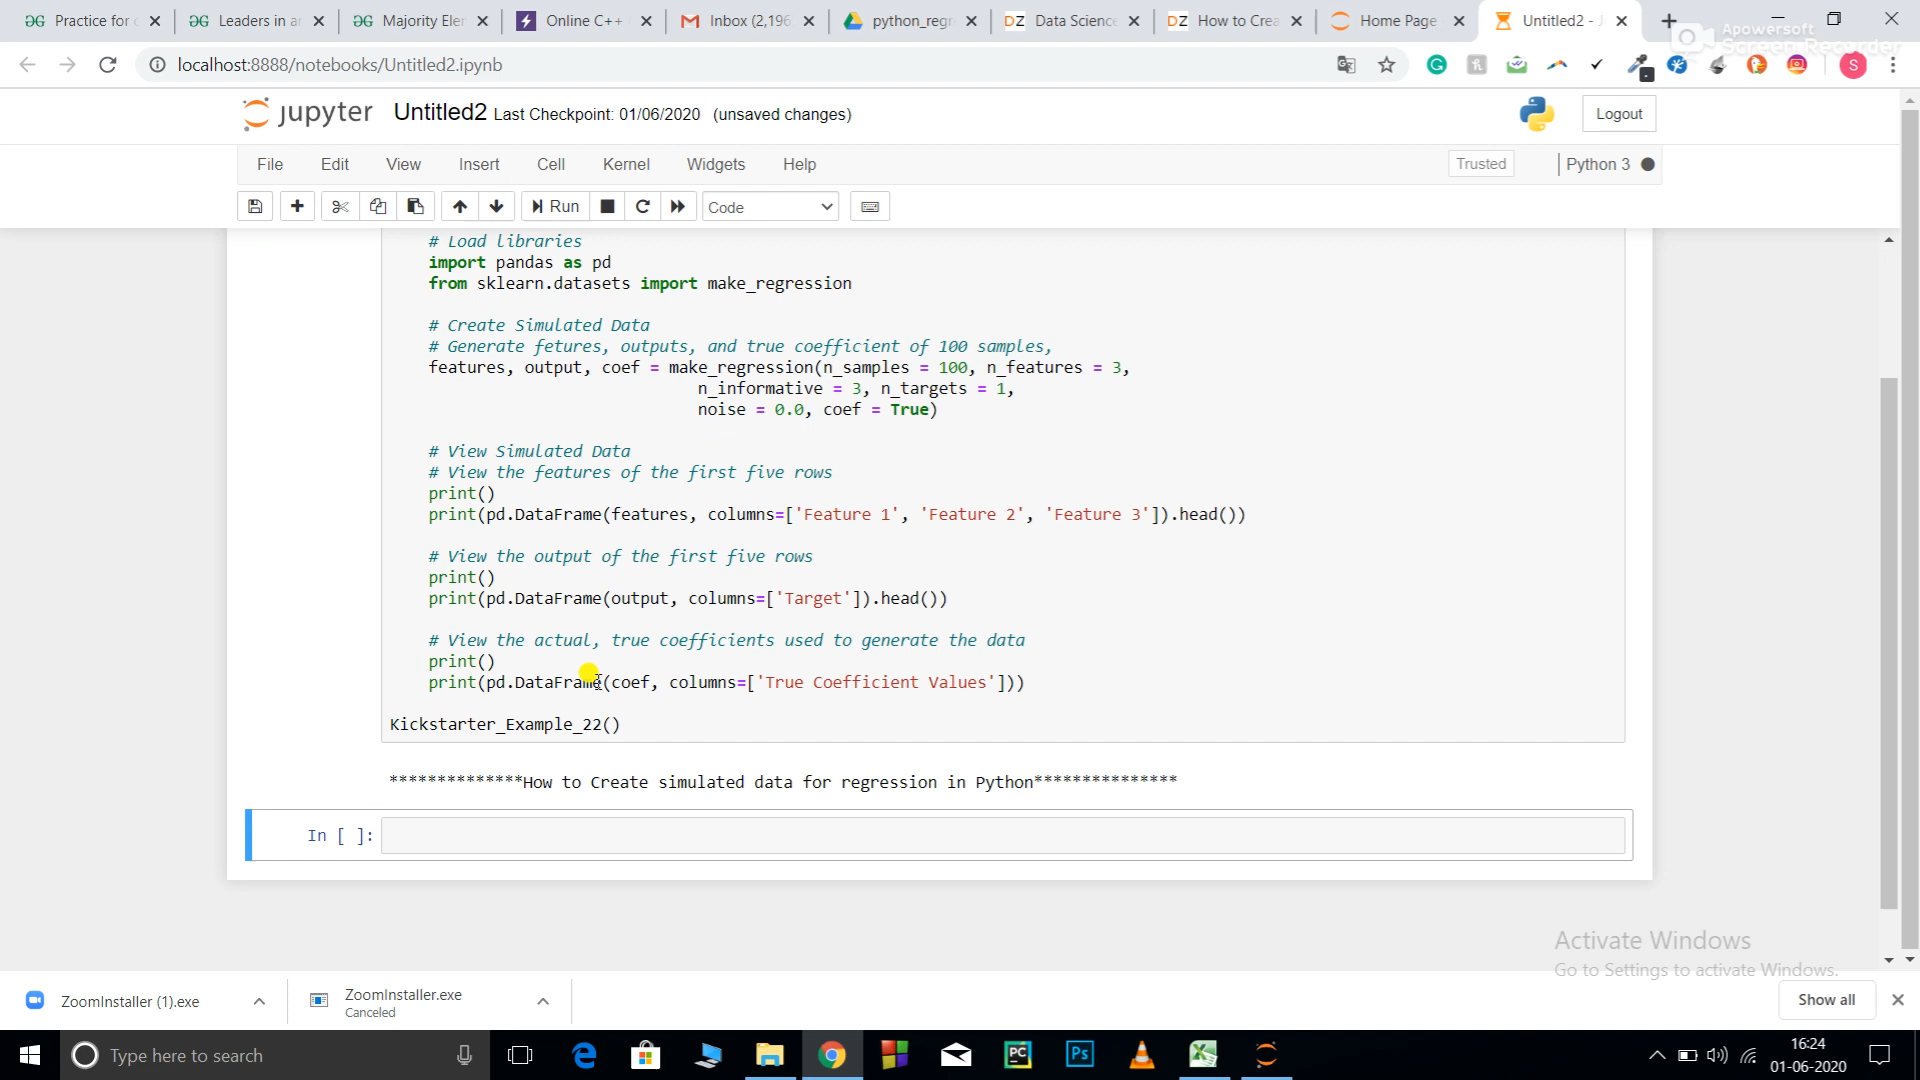 Practice for c
Leaders in ar
Majority Eler
Online C++
Inbox (2,196
python_regr
Data Science
How to Crea
Home Page
Untitled2 - J
Apowersoft
Screen Recorder
localhost:8888/notebooks/Untitled2.ipynb
S
jupyter Untitled2 Last Checkpoint: 01/06/2020 (unsaved changes)
Logout
File Edit View Insert Cell Kernel Widgets Help
Trusted
Python 3
Run
Code
# Load libraries
import pandas as pd
from sklearn.datasets import make_regression
# Create Simulated Data
# Generate fetures, outputs, and true coefficient of 100 samples,
features, output, coef = make_regression(n_samples = 100, n_features = 3,
n_informative = 3, n_targets = 1,
noise = 0.0, coef = True)
# View Simulated Data
# View the features of the first five rows
print()
print(pd.DataFrame(features, columns=['Feature 1', 'Feature 2', 'Feature 3']).head())
# View the output of the first five rows
print()
print(pd.DataFrame(output, columns=['Target']).head())
# View the actual, true coefficients used to generate the data
print()
print(pd.DataFrame(coef, columns=['True Coefficient Values']))
Kickstarter_Example_22()
**************How to Create simulated data for regression in Python***************
In [ ]:
Activate Windows
Go to Settings to activate Windows.
ZoomInstaller (1).exe
ZoomInstaller.exe
Canceled
Show all
Type here to search
PC
Ps
16:24
01-06-2020